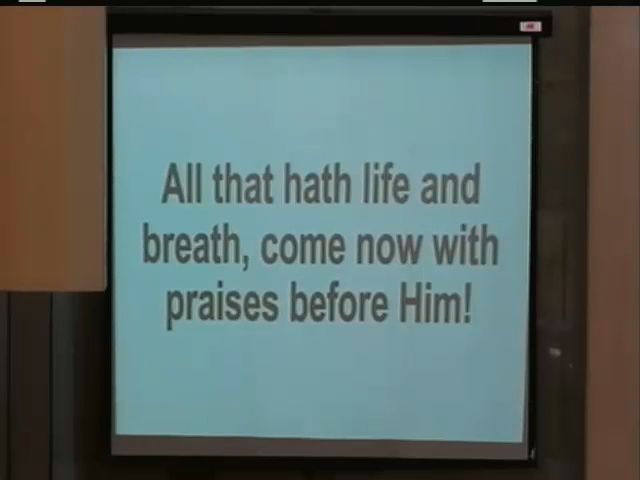 All that hath life and
breath, come now with
praises before Him!